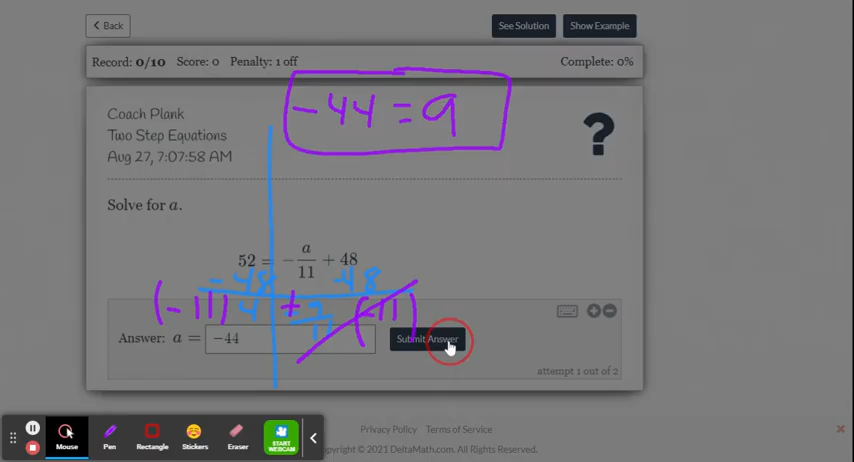 Back
See Solution
Show Example
Record: 0/10 Score: 0 Penalty: 1 off
Complete: 0%
-44 = a
Coach Plank
Two Step Equations
Aug 27, 7:07:58 AM
?
Solve for a.
52 = -a/11 + 48
-48 -48
(-11) 4 (-11)
Answer: a = -44
Submit Answer
attempt 1 out of 2
Mouse
Pen
Rectangle
Stickers
Eraser
START WEBCAM
Privacy Policy
Terms of Service
opyright © 2021 DeltaMath.com. All Rights Reserved.